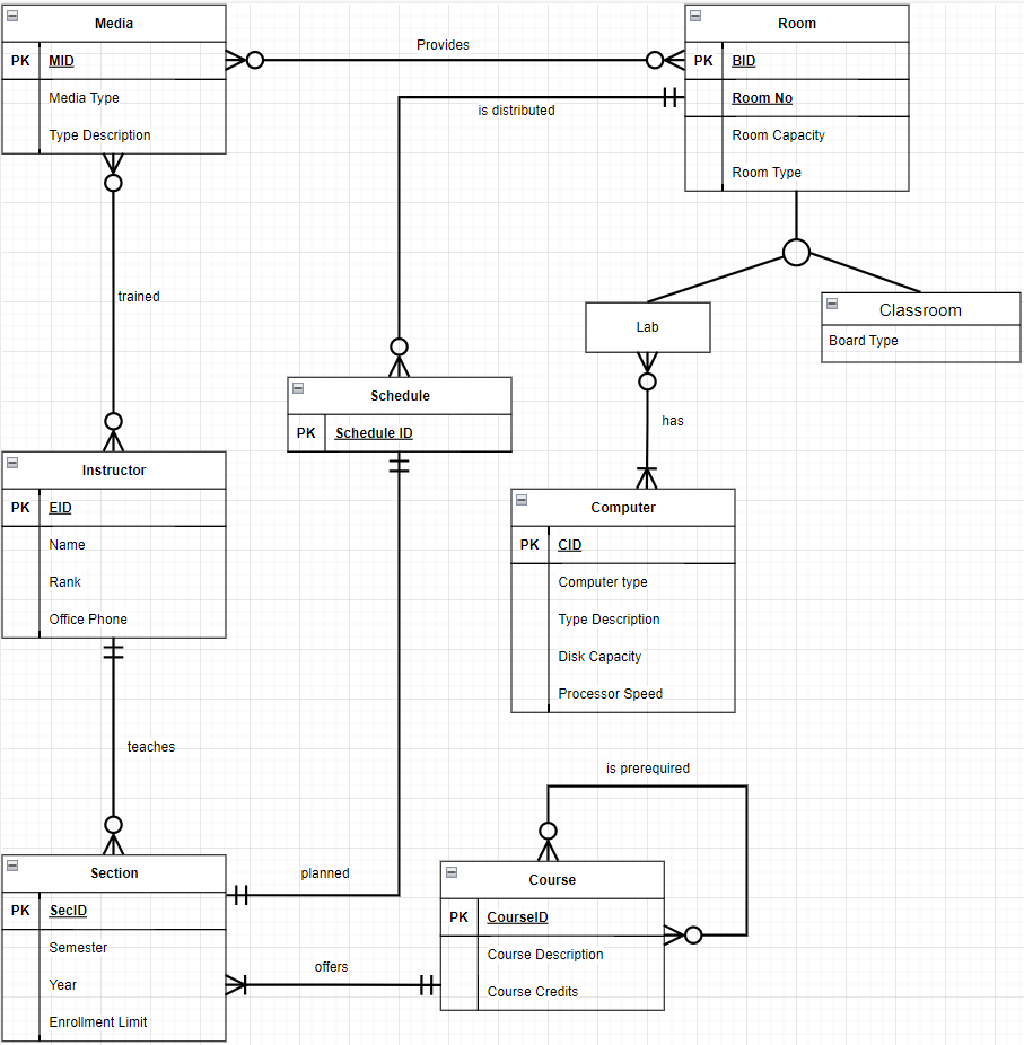 Media
PK MID
Media Type
Type Description
Provides
Room
PK BID
Room No
Room Capacity
Room Type
is distributed
trained
Lab
Classroom
Board Type
has
Schedule
PK Schedule ID
Instructor
PK EID
Name
Rank
Office Phone
Computer
PK CID
Computer type
Type Description
Disk Capacity
Processor Speed
teaches
is prerequired
planned
Section
PK SecID
Semester
Year
Enrollment Limit
offers
Course
PK CourseID
Course Description
Course Credits